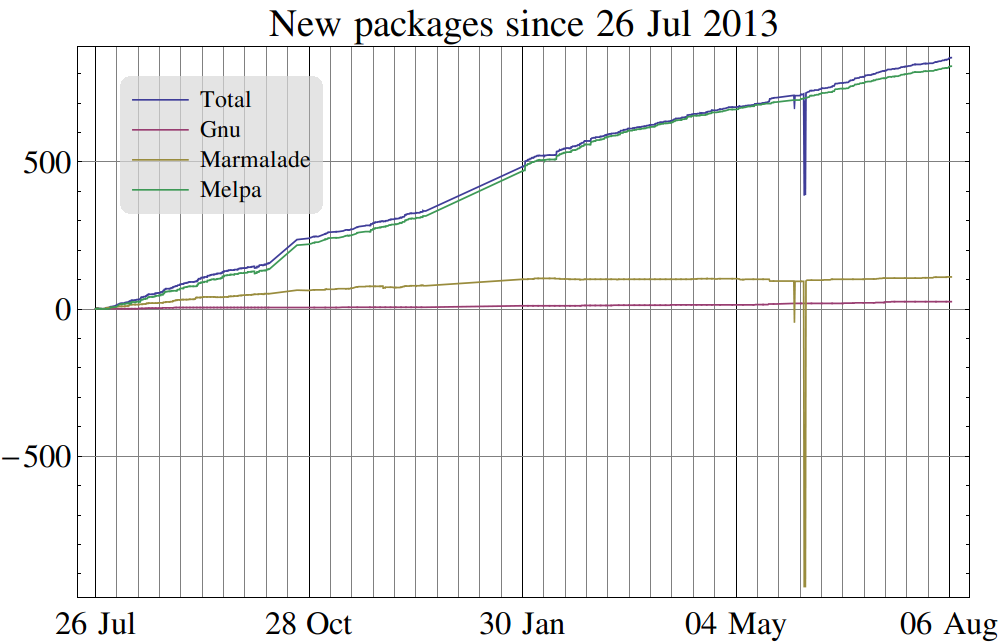 New packages since 26 Jul 2013
Total
Gnu
Marmalade
Melpa
500
0
−500
26 Jul 28 Oct 30 Jan 04 May 06 Aug